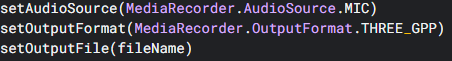 setAudioSource(MediaRecorder.AudioSource.MIC)
setOutputFormat(MediaRecorder.OutputFormat.THREE_GPP)
setOutputFile(fileName)